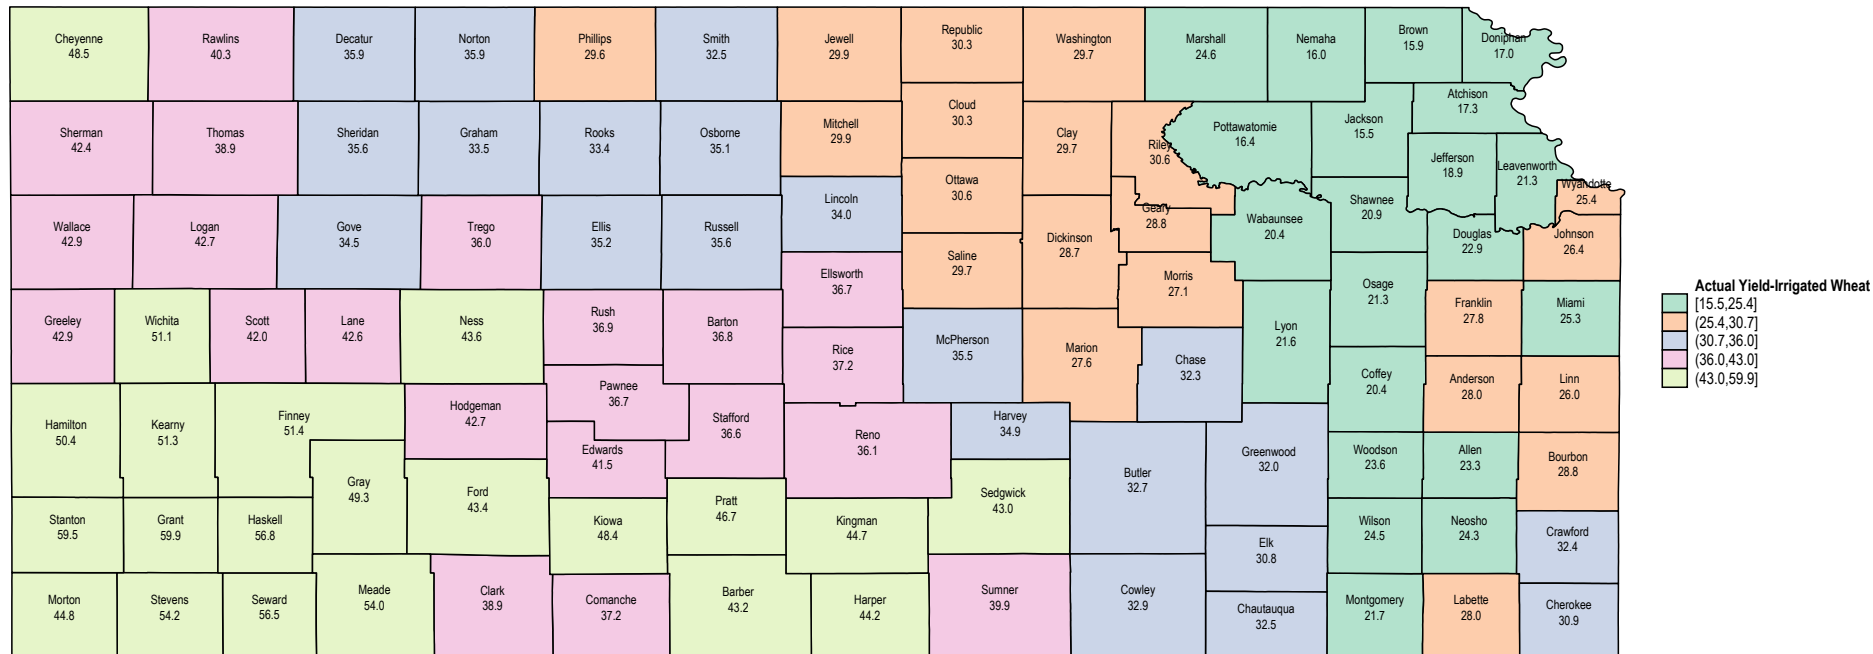 Cheyenne
48.5
Rawlins
40.3
Decatur
35.9
Norton
35.9
Phillips
29.6
Smith
32.5
Jewell
29.9
Republic
30.3
Washington
29.7
Marshall
24.6
Nemaha
16.0
Brown
15.9
Doniphan
17.0
Sherman
42.4
Thomas
38.9
Sheridan
35.6
Graham
33.5
Rooks
33.4
Osborne
35.1
Mitchell
29.9
Cloud
30.3
Clay
29.7
Riley
30.6
Pottawatomie
16.4
Jackson
15.5
Atchison
17.3
Jefferson
18.9
Leavenworth
21.3
Wyandotte
25.4
Wallace
42.9
Logan
42.7
Gove
34.5
Trego
36.0
Ellis
35.2
Russell
35.6
Lincoln
34.0
Ottawa
30.6
Saline
29.7
Dickinson
28.7
Geary
28.8
Morris
27.1
Wabaunsee
20.4
Shawnee
20.9
Douglas
22.9
Johnson
26.4
Ellsworth
36.7
Osage
21.3
Franklin
27.8
Miami
25.3
Greeley
42.9
Wichita
51.1
Scott
42.0
Lane
42.6
Ness
43.6
Rush
36.9
Barton
36.8
Rice
37.2
McPherson
35.5
Marion
27.6
Chase
32.3
Lyon
21.6
Coffey
20.4
Anderson
28.0
Linn
26.0
Hamilton
50.4
Kearny
51.3
Finney
51.4
Hodgeman
42.7
Pawnee
36.7
Stafford
36.6
Edwards
41.5
Reno
36.1
Harvey
34.9
Gray
49.3
Ford
43.4
Kiowa
48.4
Pratt
46.7
Kingman
44.7
Sedgwick
43.0
Butler
32.7
Greenwood
32.0
Woodson
23.6
Allen
23.3
Bourbon
28.8
Stanton
59.5
Grant
59.9
Haskell
56.8
Elk
30.8
Wilson
24.5
Neosho
24.3
Crawford
32.4
Morton
44.8
Stevens
54.2
Seward
56.5
Meade
54.0
Clark
38.9
Comanche
37.2
Barber
43.2
Harper
44.2
Sumner
39.9
Cowley
32.9
Chautauqua
32.5
Montgomery
21.7
Labette
28.0
Cherokee
30.9
Actual Yield-Irrigated Wheat
[15.5,25.4]
(25.4,30.7]
(30.7,36.0]
(36.0,43.0]
(43.0,59.9]